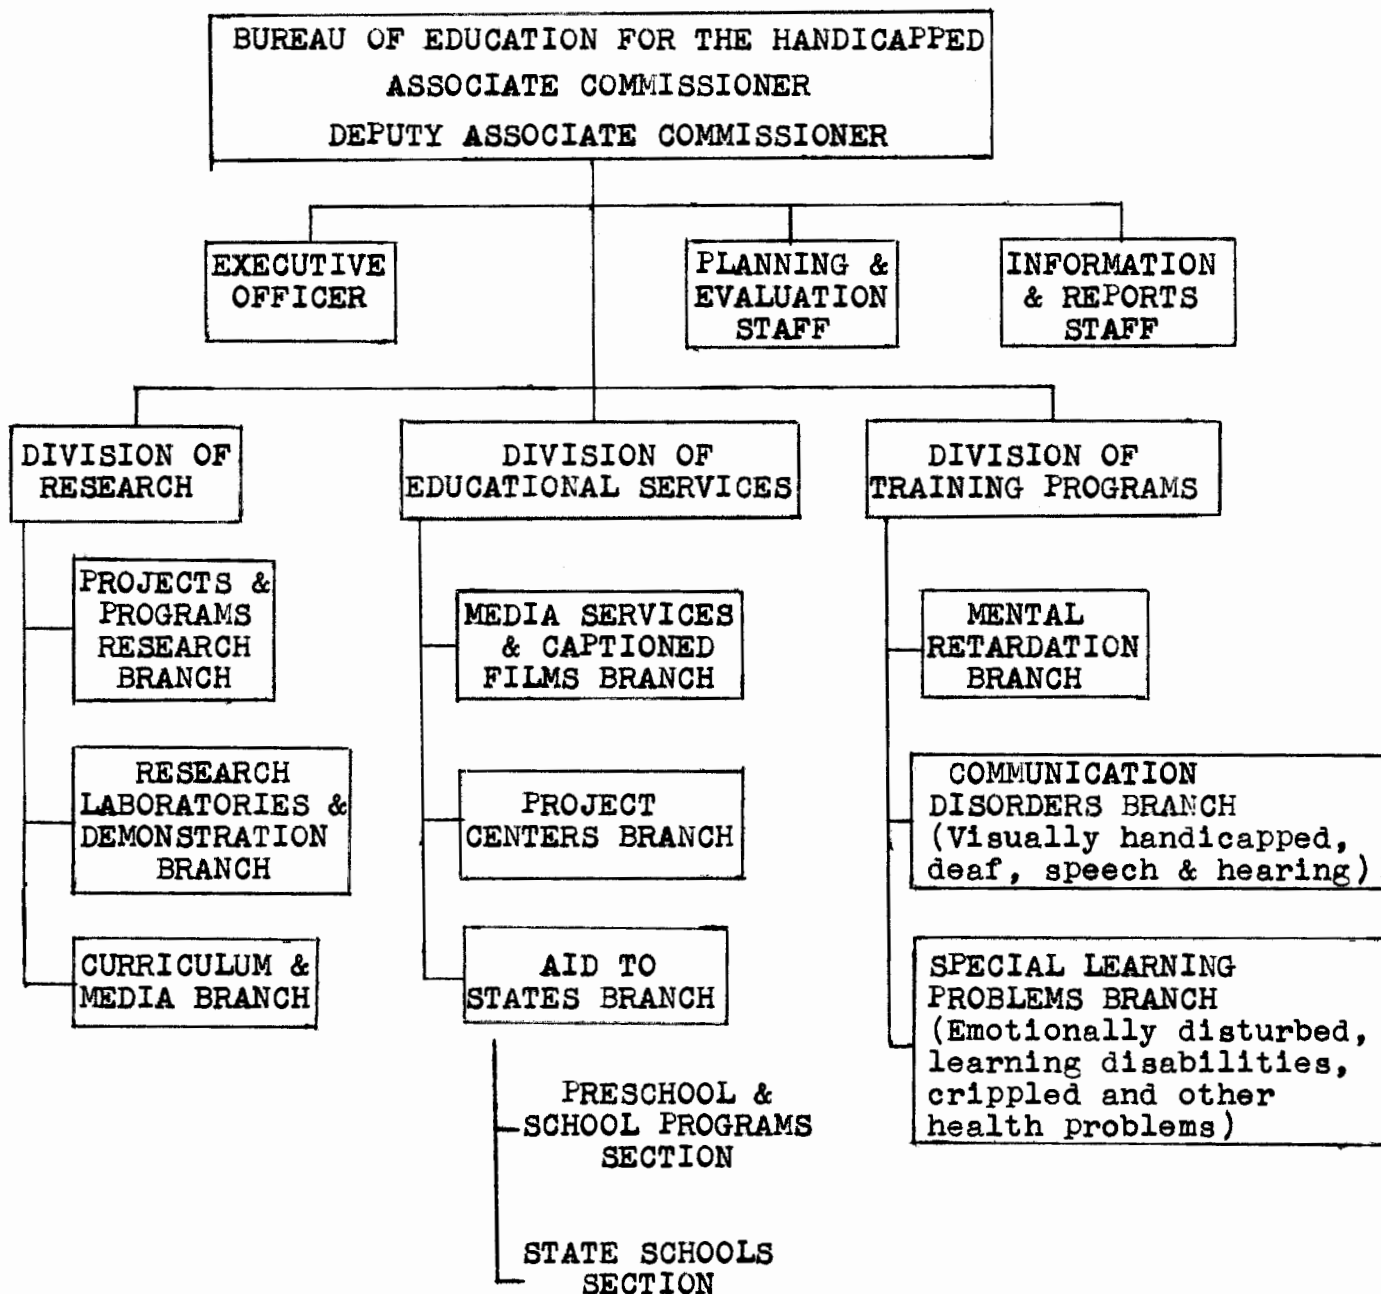 BUREAU OF EDUCATION FOR THE HANDICAPPED
ASSOCIATE COMMISSIONER
DEPUTY ASSOCIATE COMMISSIONER
EXECUTIVE
OFFICER
PLANNING &
EVALUATION
STAFF
INFORMATION
& REPORTS
STAFF
DIVISION OF
RESEARCH
PROJECTS &
PROGRAMS
RESEARCH
BRANCH
RESEARCH
LABORATORIES &
DEMONSTRATION
BRANCH
CURRICULUM &
MEDIA BRANCH
DIVISION OF
EDUCATIONAL SERVICES
MEDIA SERVICES
& CAPTIONED
FILMS BRANCH
PROJECT
CENTERS BRANCH
AID TO
STATES BRANCH
PRESCHOOL &
SCHOOL PROGRAMS
SECTION
STATE SCHOOLS
SECTION
DIVISION OF
TRAINING PROGRAMS
MENTAL
RETARDATION
BRANCH
COMMUNICATION
DISORDERS BRANCH
(Visually handicapped,
deaf, speech & hearing)
SPECIAL LEARNING
PROBLEMS BRANCH
(Emotionally disturbed,
learning disabilities,
crippled and other
health problems)